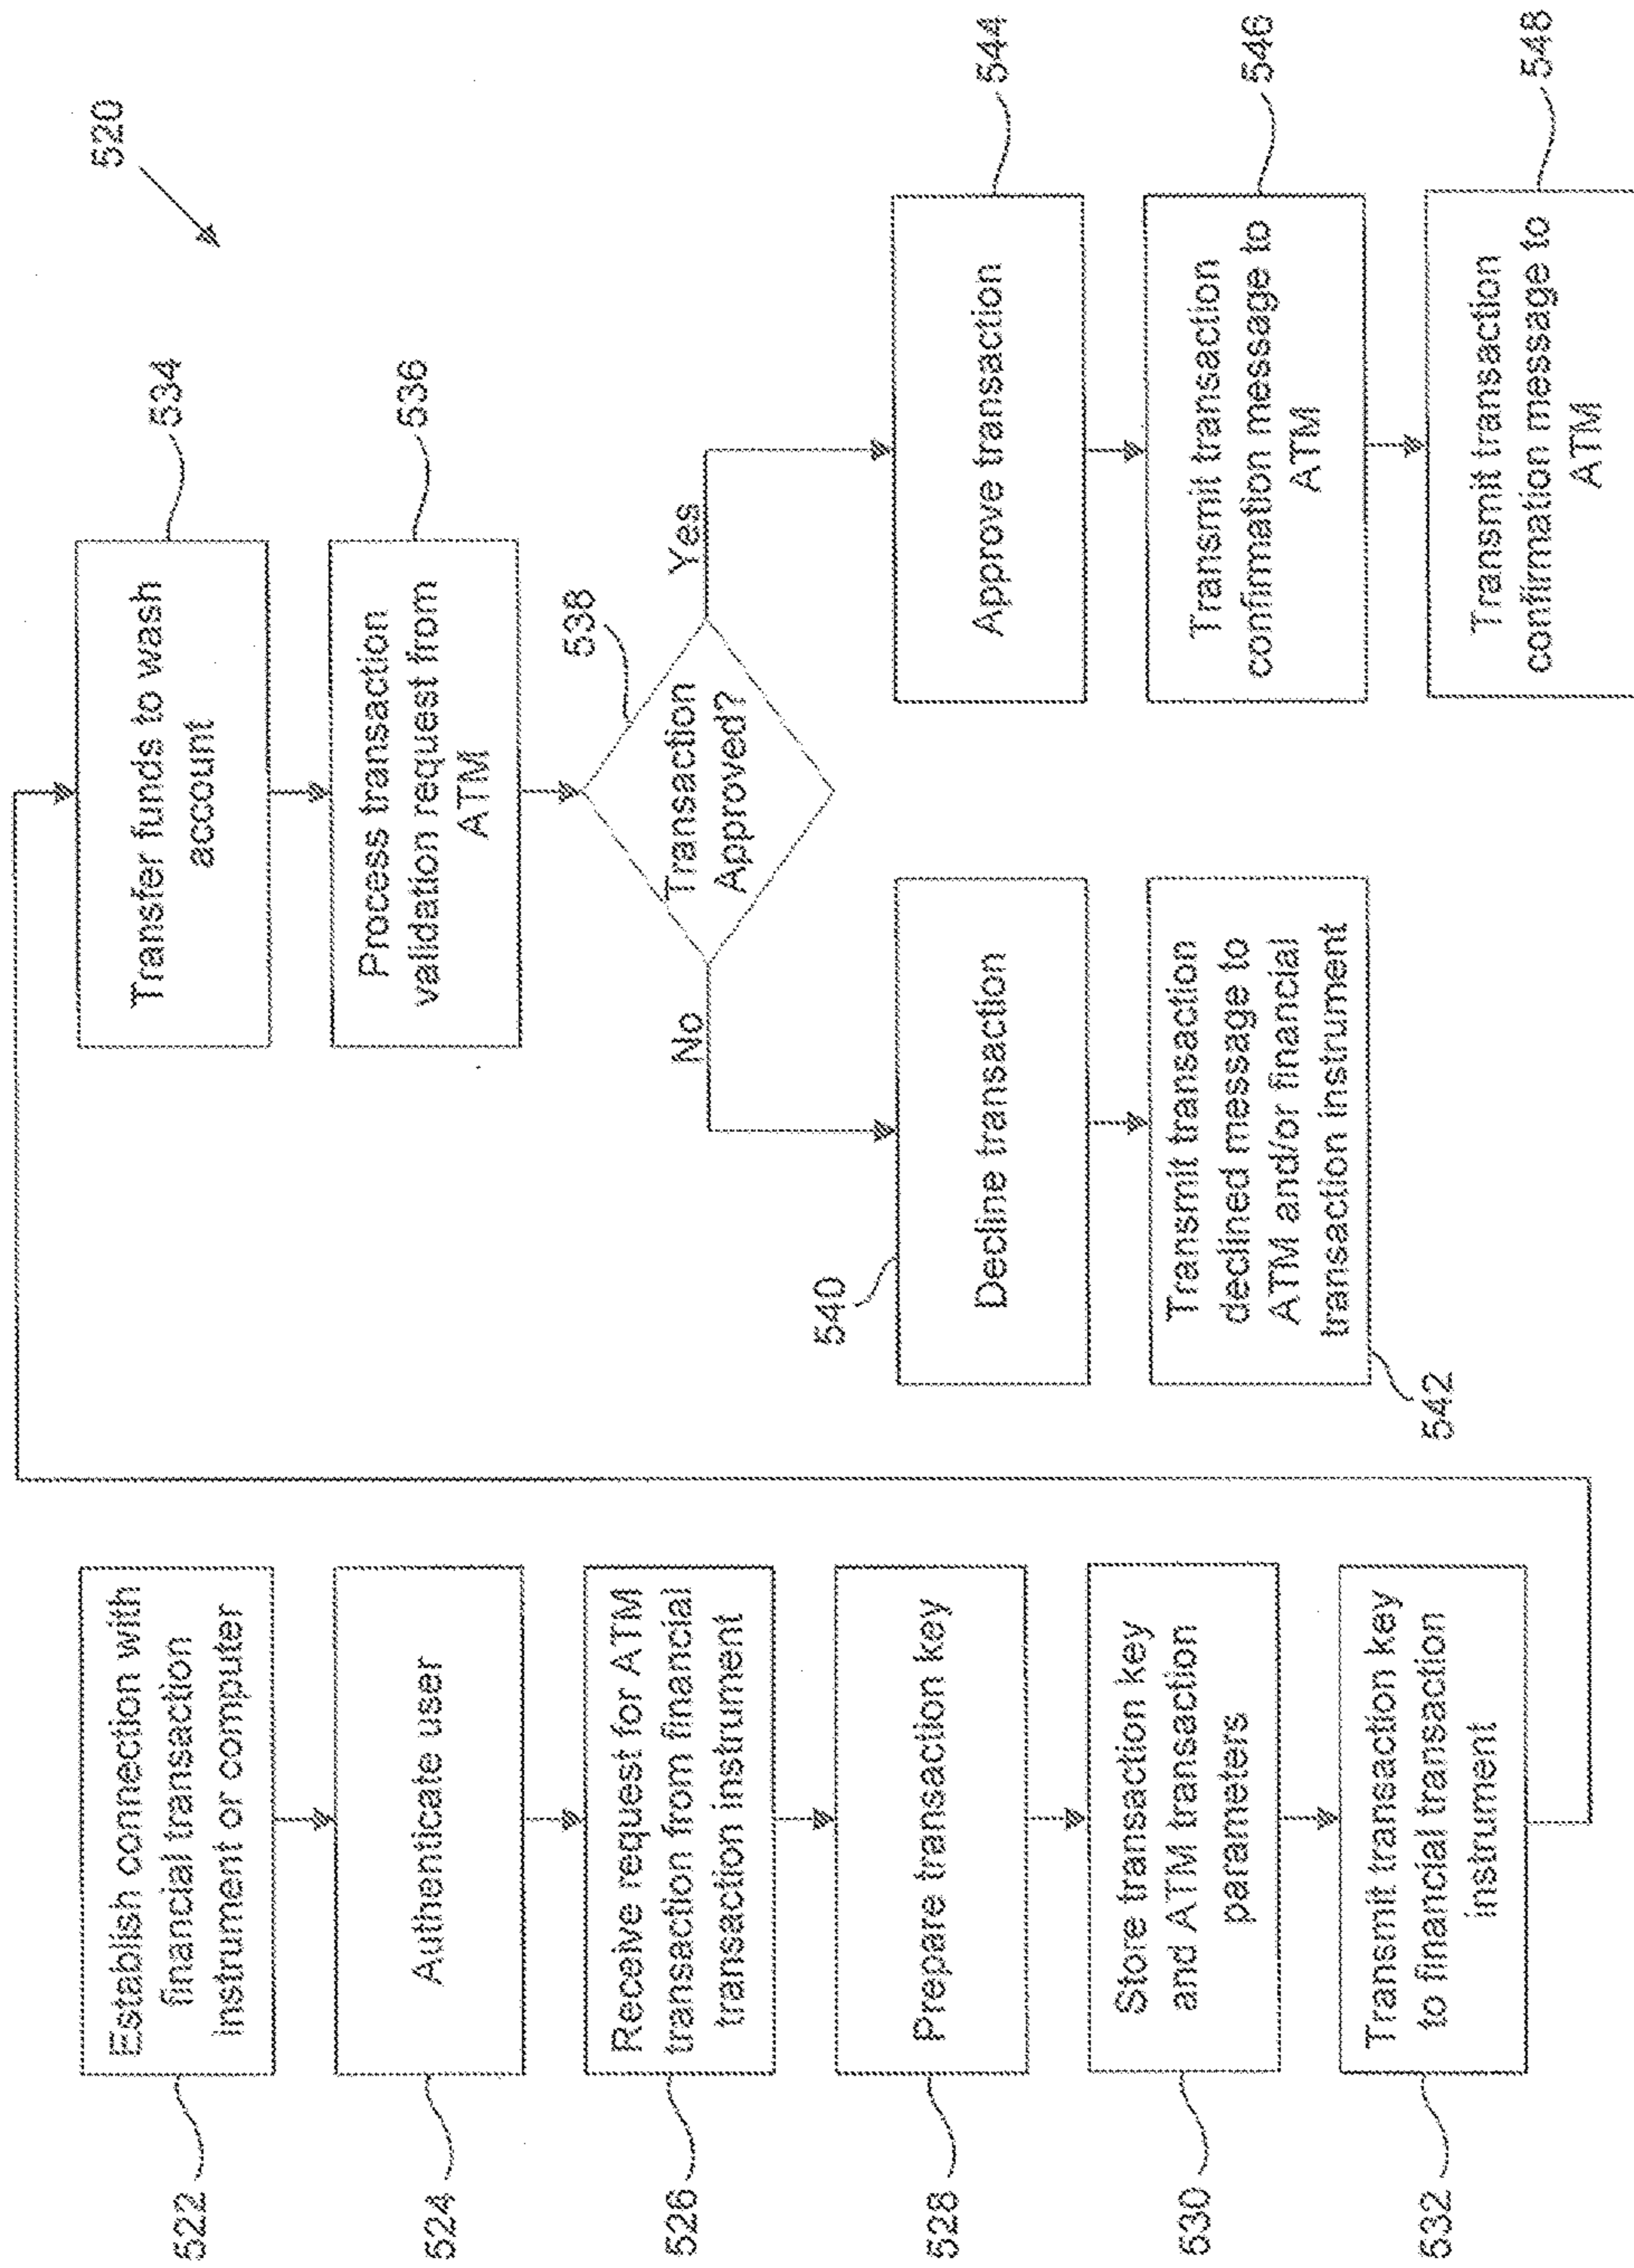 520
522
Establish connection with
financial transaction
instrument or computer
524
Authenticate user
526
Receive request for ATM
transaction from financial
transaction instrument
528
Prepare transaction key
530
Store transaction key
and ATM transaction
parameters
532
Transmit transaction key
to financial transaction
instrument
534
Transfer funds to wash
account
536
Process transaction
validation request from
ATM
538
Transaction
Approved?
No
Yes
540
Decline transaction
542
Transmit transaction
declined message to
ATM and/or financial
transaction instrument
544
Approve transaction
546
Transmit transaction
confirmation message to
ATM
548
Transmit transaction
confirmation message to
ATM